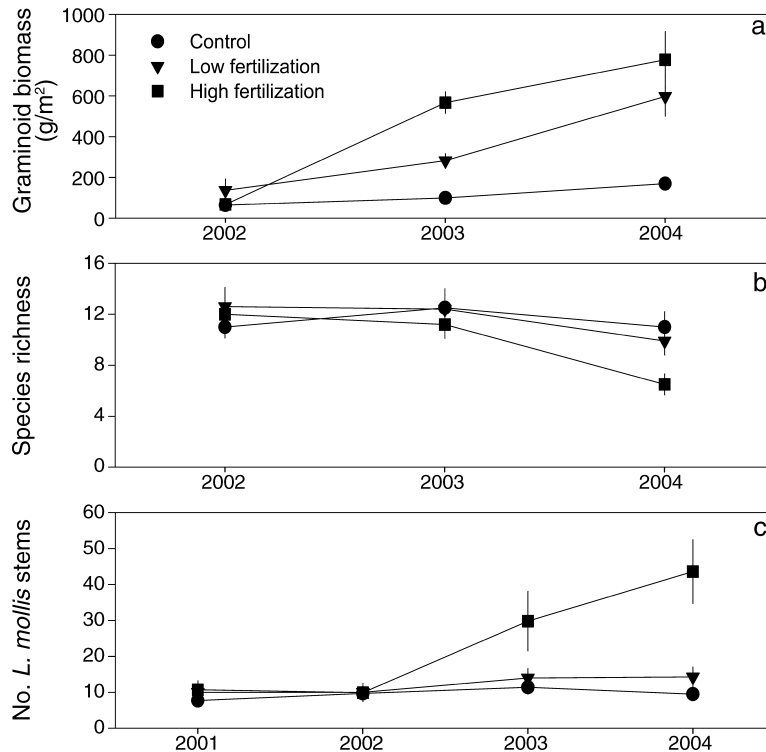 a
1000
800
600
400
200
0
Graminoid biomass
(g/m²)
Control
Low fertilization
High fertilization
2002 2003 2004
b
16
12
8
4
0
Species richness
2002 2003 2004
c
60
50
40
30
20
10
0
No. L. mollis stems
2001 2002 2003 2004